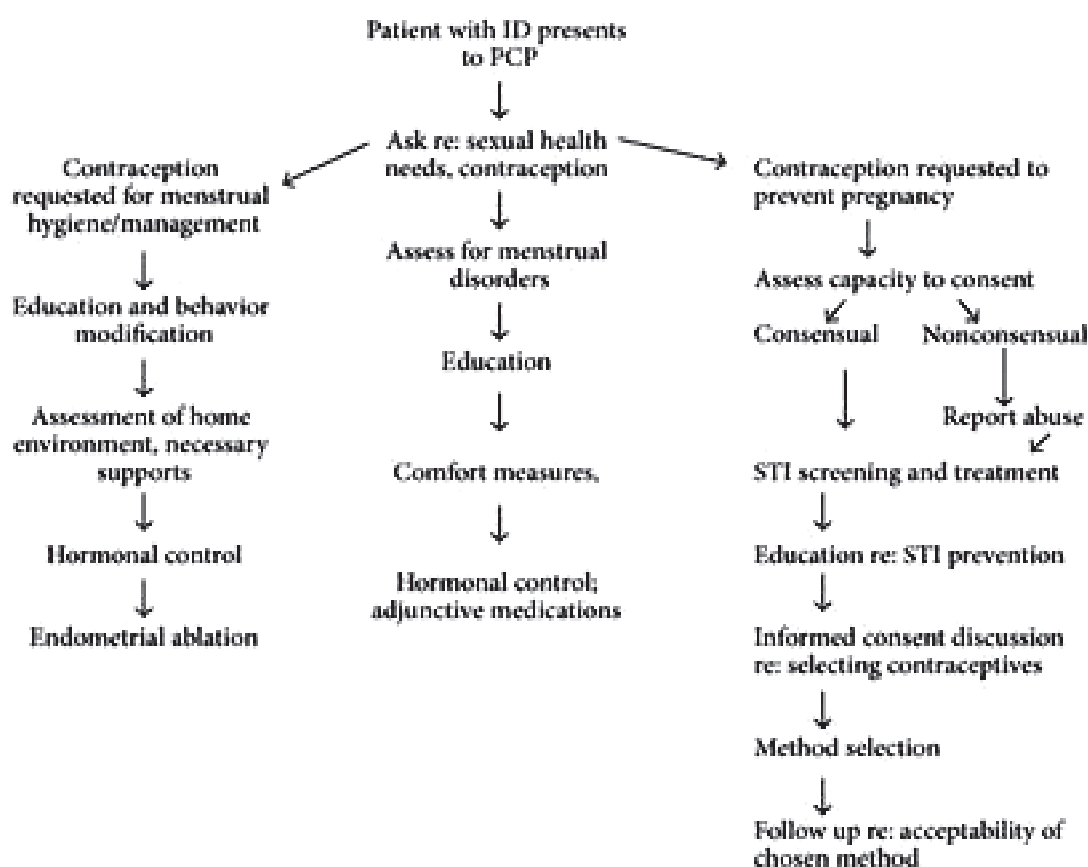 Patient with ID presents
to PCP
Ask re: sexual health
needs, contraception
Contraception
requested for menstrual
hygiene/management
Education and behavior
modification
Assessment of home
environment, necessary
supports
Hormonal control
Endometrial ablation
Assess for menstrual
disorders
Education
Comfort measures,
Hormonal control;
adjunctive medications
Contraception requested to
prevent pregnancy
Assess capacity to consent
Consensual
Nonconsensual
Report abuse
STI screening and treatment
Education re: STI prevention
Informed consent discussion
re: selecting contraceptives
Method selection
Follow up re: acceptability of
chosen method